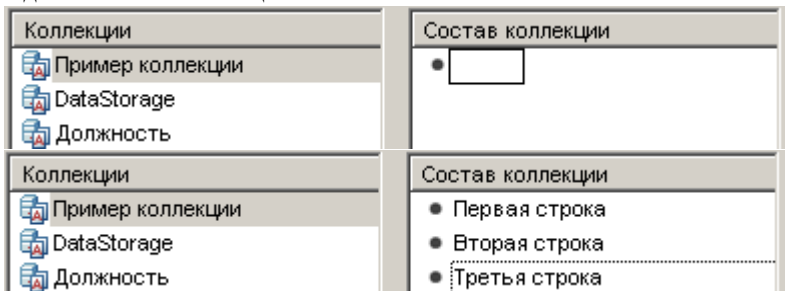 Коллекции
Состав коллекции
Пример коллекции
DataStorage
Должность
Коллекции
Состав коллекции
Пример коллекции
Первая строка
DataStorage
Вторая строка
Должность
Третья строка